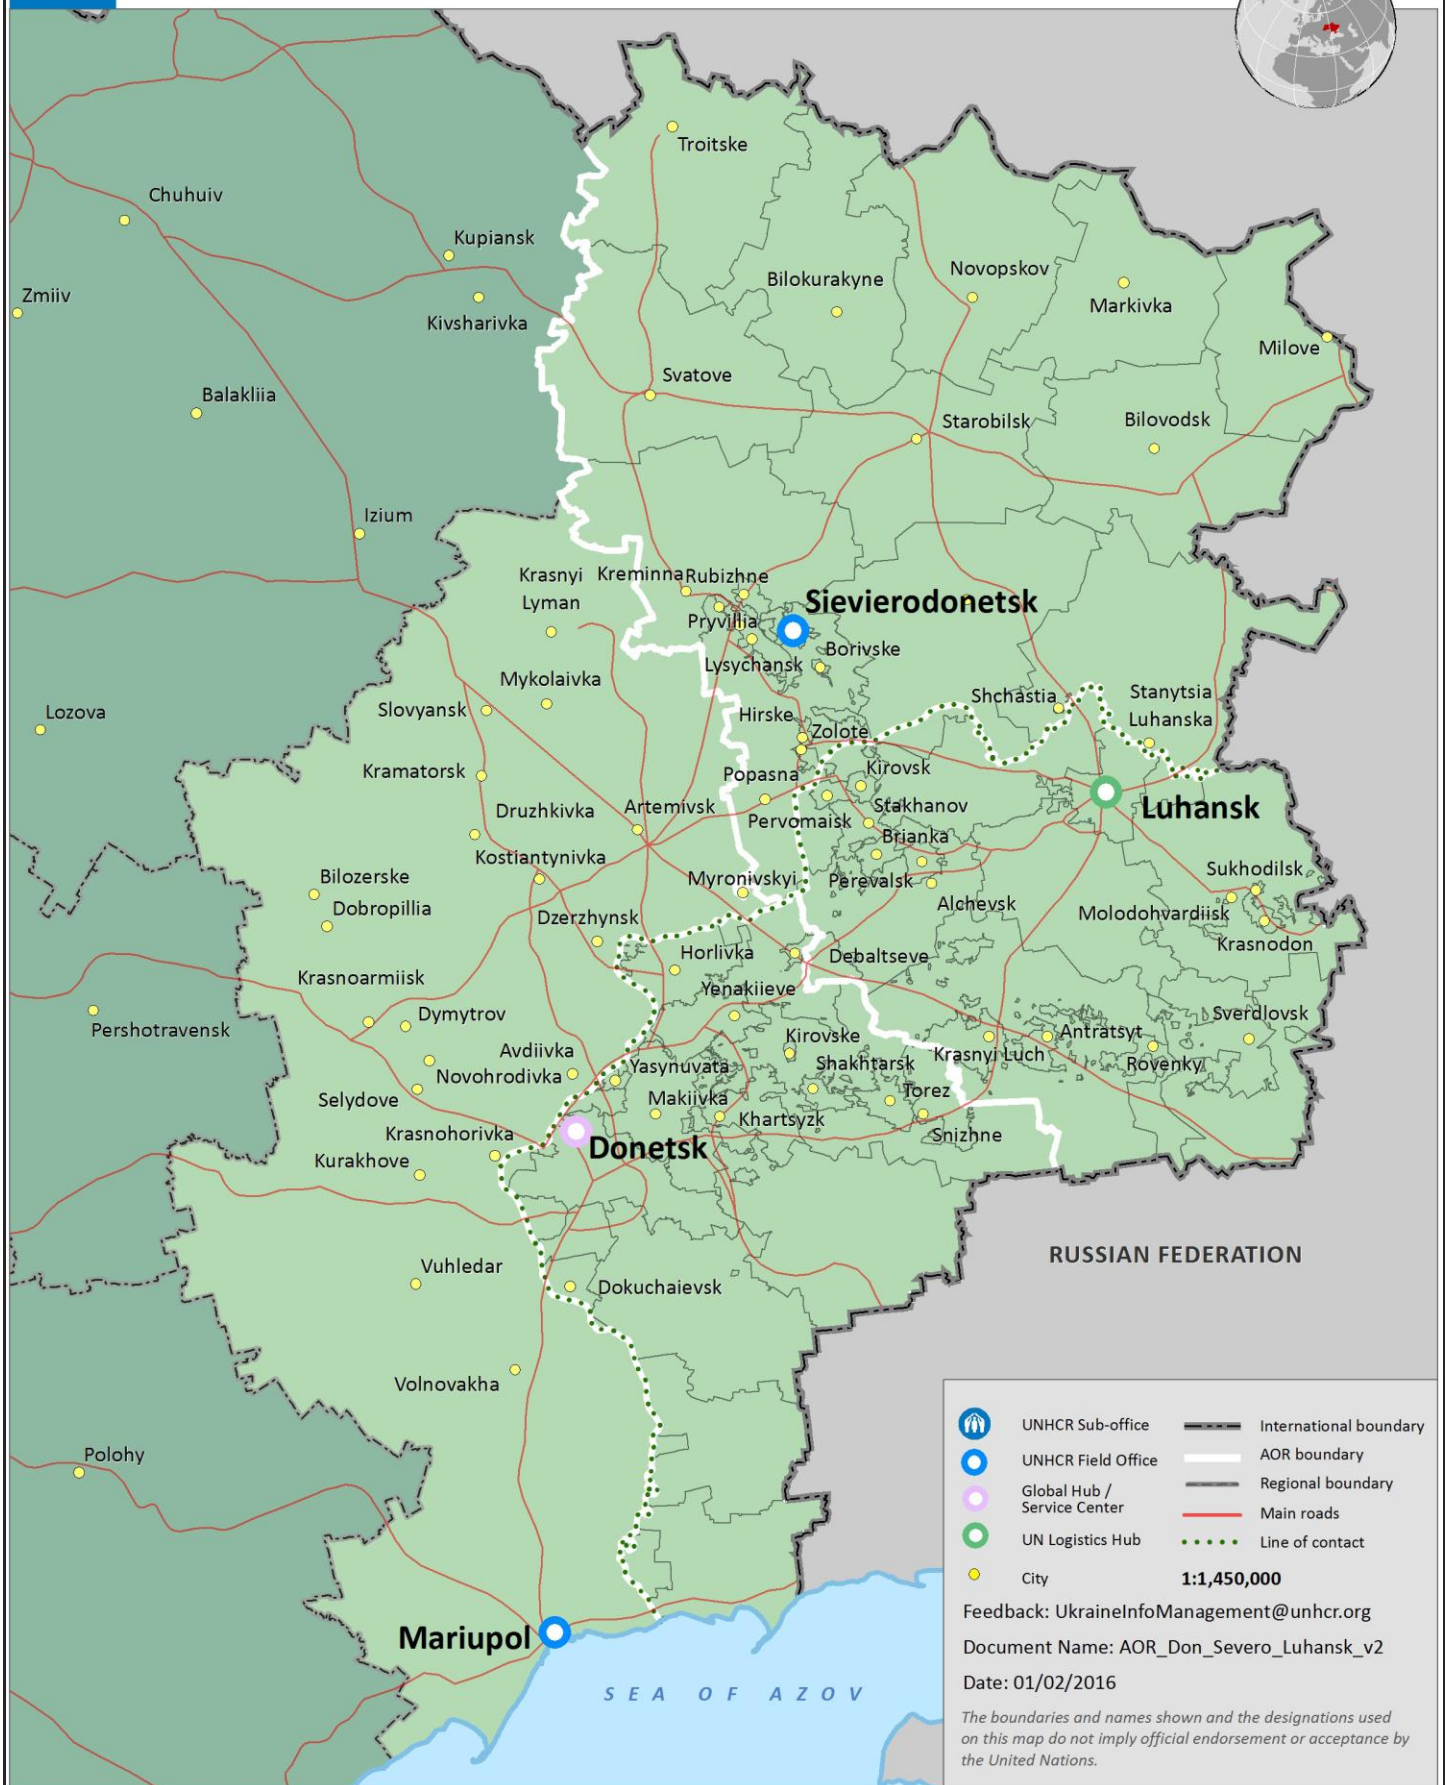 Troitske
Chuhuiv
Kupiansk
Zmiiv
Kivsharivka
Bilokurakyne
Novopskov
Markivka
Milove
Svatove
Balakliia
Starobilsk
Bilovodsk
Izium
Krasnyi
Lyman
Kreminna
Rubizhne
Sievierodonetsk
Pryvillia
Borivske
Lysychansk
Mykolaivka
Slovyansk
Lozova
Shchastia
Stanytsia
Luhanska
Hirske
Zolote
Kramatorsk
Popasna
Kirovsk
Druzhkivka
Artemivsk
Stakhanov
Luhansk
Pervomaisk
Brianka
Kostiantynivka
Bilozerske
Dobropillia
Myronivskyi
Perevalsk
Alchevsk
Sukhodilsk
Molodohvardiisk
Krasnodon
Dzerzhynsk
Horlivka
Debaltseve
Krasnoarmiisk
Yenakiieve
Dymytrov
Pershotravensk
Sverdlovsk
Kirovske
Antratsyt
Krasnyi Luch
Rovenky
Avdiivka
Novohrodivka
Yasynuvata
Shakhtarsk
Selydove
Makiivka
Torez
Khartsyzk
Snizhne
Krasnohorivka
Donetsk
Kurakhove
RUSSIAN FEDERATION
Vuhledar
Dokuchaievsk
Volnovakha
Polohy
Mariupol
SEA OF AZOV
UNHCR Sub-office
UNHCR Field Office
Global Hub /
Service Center
UN Logistics Hub
City
International boundary
AOR boundary
Regional boundary
Main roads
Line of contact
1:1,450,000
Feedback: UkraineInfoManagement@unhcr.org
Document Name: AOR_Don_Severo_Luhansk_v2
Date: 01/02/2016
The boundaries and names shown and the designations used
on this map do not imply official endorsement or acceptance by
the United Nations.